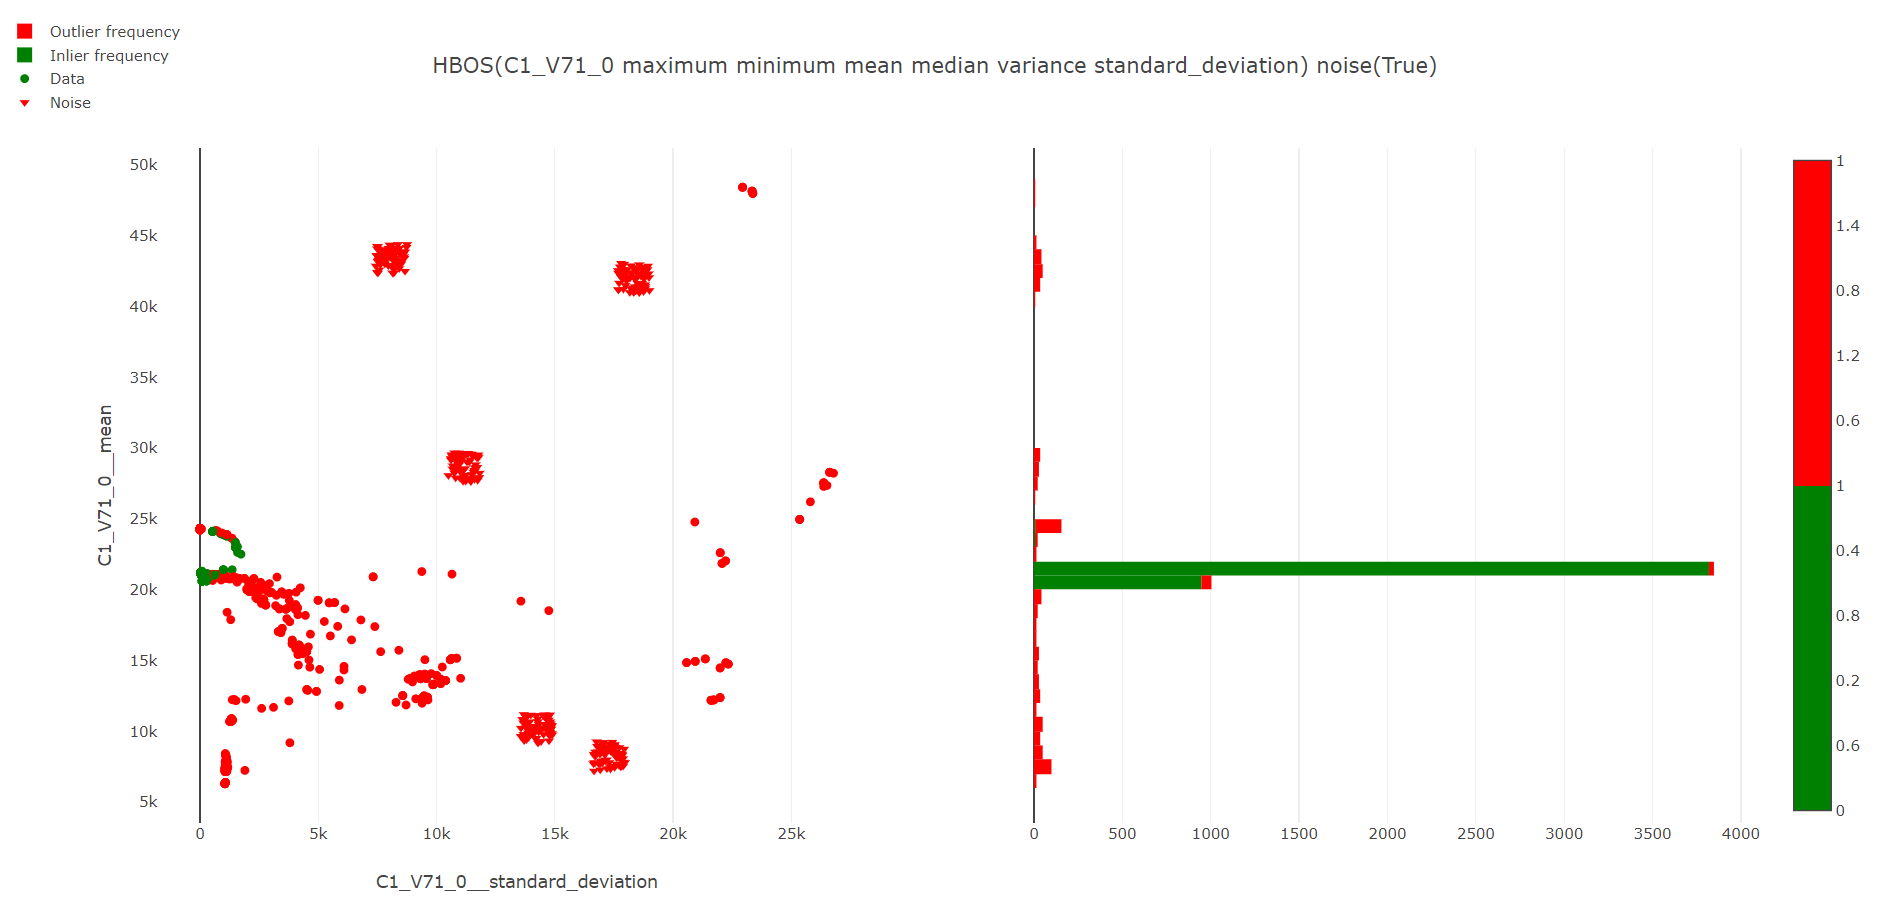 Outlier frequency
Inlier frequency
Data
Noise
HBOS(C1_V71_0 maximum minimum mean median variance standard_deviation) noise(True)
50k
45k
40k
35k
30k
25k
20k
15k
10k
5k
C1_V71_0__mean
0
5k
10k
15k
20k
25k
C1_V71_0__standard_deviation
0
500
1000
1500
2000
2500
3000
3500
4000
1
1.4
0.8
1.2
0.6
1
0.4
0.8
0.2
0.6
0